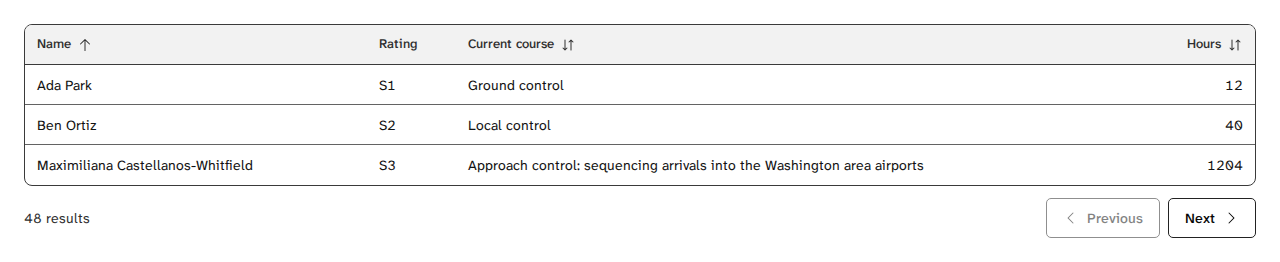 Name Rating Current course Hours
Ada Park S1 Ground control 12
Ben Ortiz S2 Local control 40
Maximiliana Castellanos-Whitfield S3 Approach control: sequencing arrivals into the Washington area airports 1204
48 results Previous Next